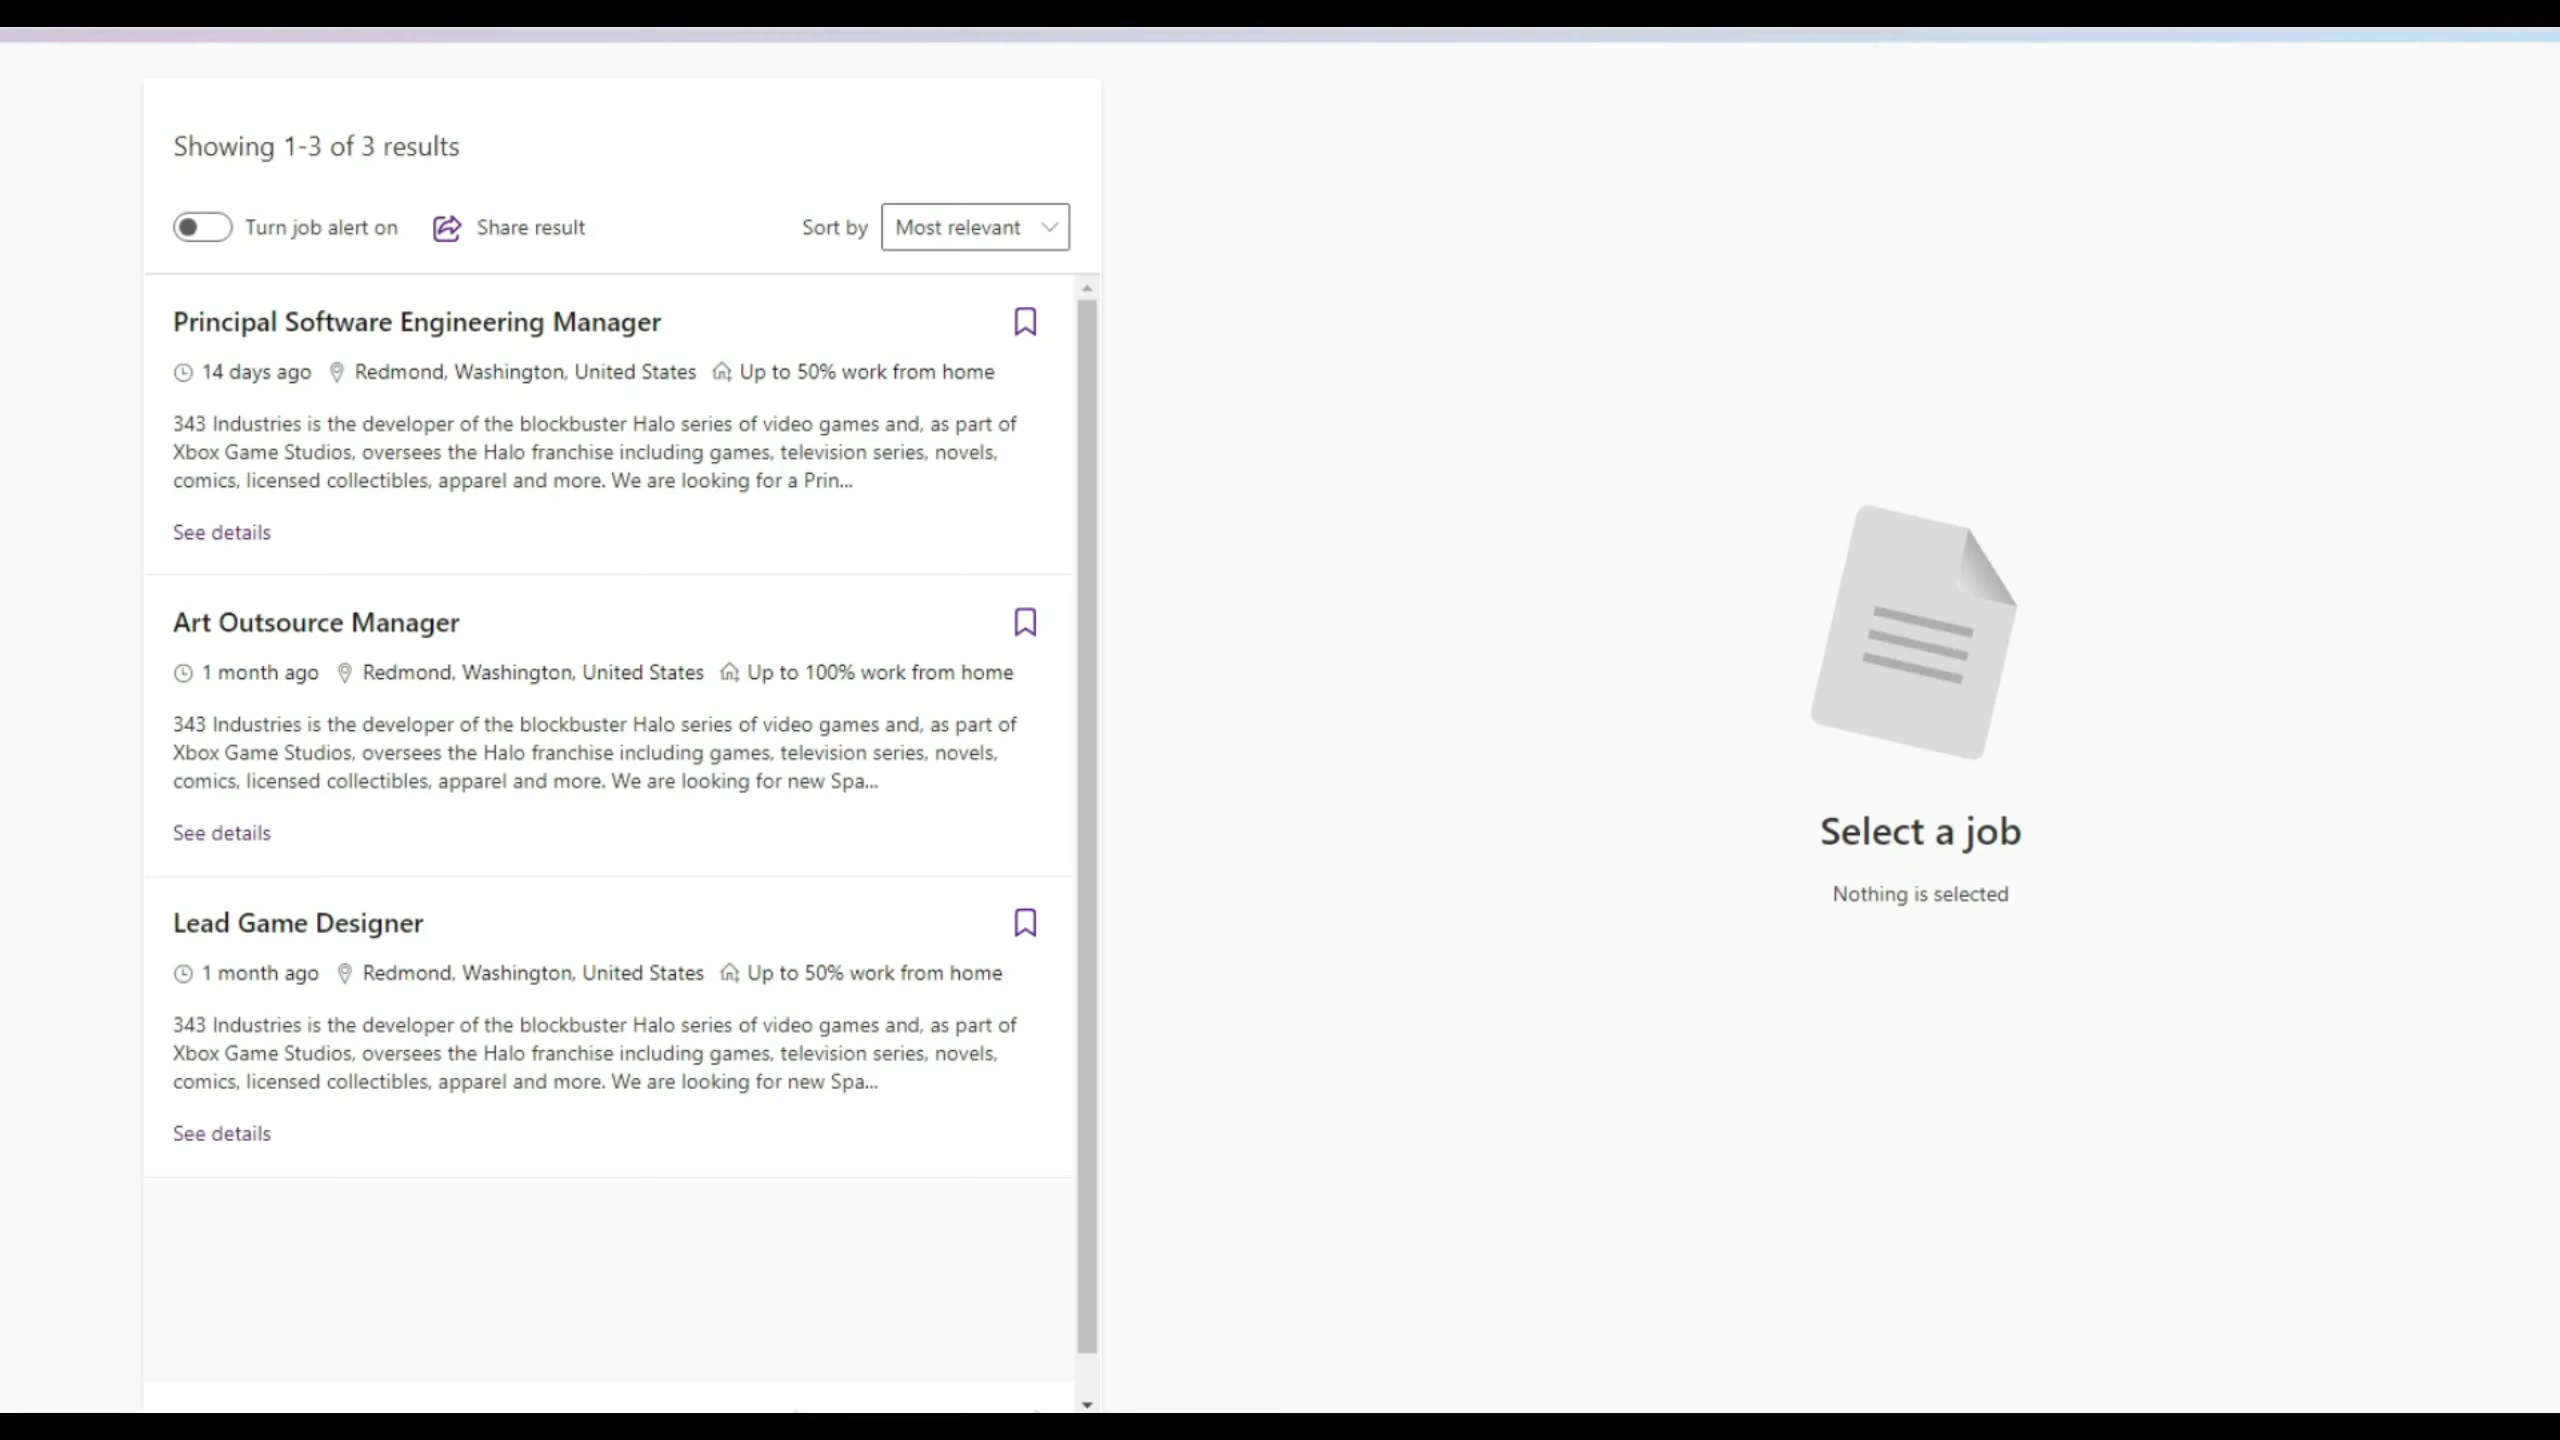 Showing 1-3 of 3 results
Turn job alert on Share result Sort by Most relevant
Principal Software Engineering Manager
14 days ago Redmond, Washington, United States Up to 50% work from home
343 Industries is the developer of the blockbuster Halo series of video games and, as part of
Xbox Game Studios, oversees the Halo franchise including games, television series, novels,
comics, licensed collectibles, apparel and more. We are looking for a Prin...
See details
Art Outsource Manager
1 month ago Redmond, Washington, United States Up to 100% work from home
343 Industries is the developer of the blockbuster Halo series of video games and, as part of
Xbox Game Studios, oversees the Halo franchise including games, television series, novels,
comics, licensed collectibles, apparel and more. We are looking for new Spa...
See details
Lead Game Designer
1 month ago Redmond, Washington, United States Up to 50% work from home
343 Industries is the developer of the blockbuster Halo series of video games and, as part of
Xbox Game Studios, oversees the Halo franchise including games, television series, novels,
comics, licensed collectibles, apparel and more. We are looking for new Spa...
See details
Select a job
Nothing is selected